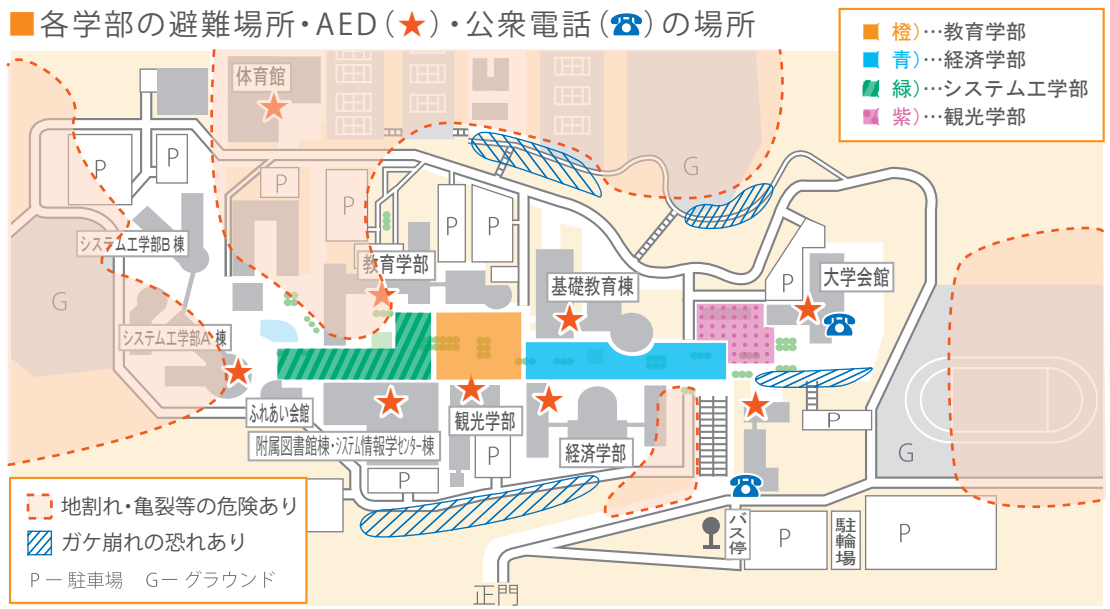 ■各学部の避難場所・AED(★)・公衆電話(☎)の場所
橙)…教育学部
青)…経済学部
緑)…システム工学部
紫)…観光学部
体育館
P
P
P
P
G
P
P
システム工学部B棟
教育学部
基礎教育棟
P
大学会館
G
システム工学部A棟
ふれあい会館
観光学部
附属図書館棟・システム情報学センター棟
経済学部
P
P
P
G
地割れ・亀裂等の危険あり
ガケ崩れの恐れあり
P ー 駐車場 Gー グラウンド
バス停
P
駐輪場
P
正門